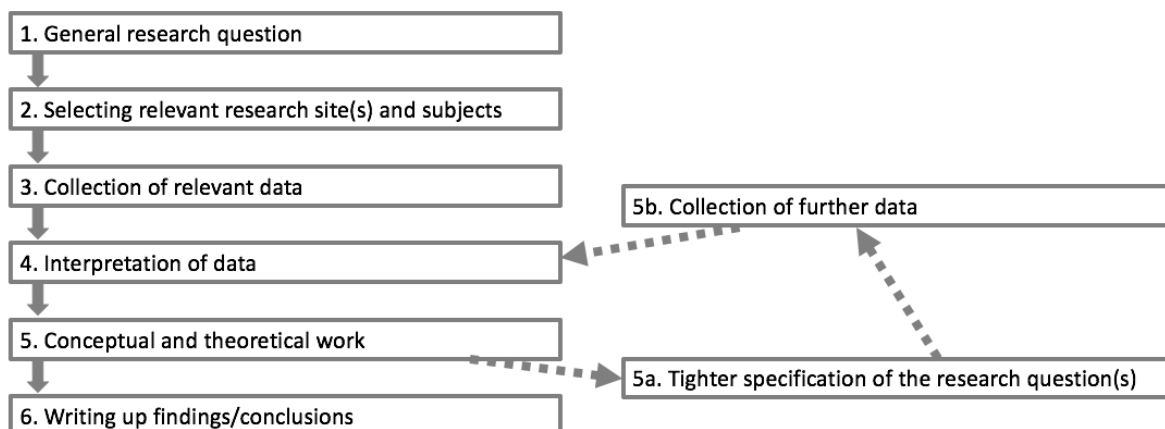 1. General research question
2. Selecting relevant research site(s) and subjects
3. Collection of relevant data
5b. Collection of further data
4. Interpretation of data
5. Conceptual and theoretical work
5a. Tighter specification of the research question(s)
6. Writing up findings/conclusions